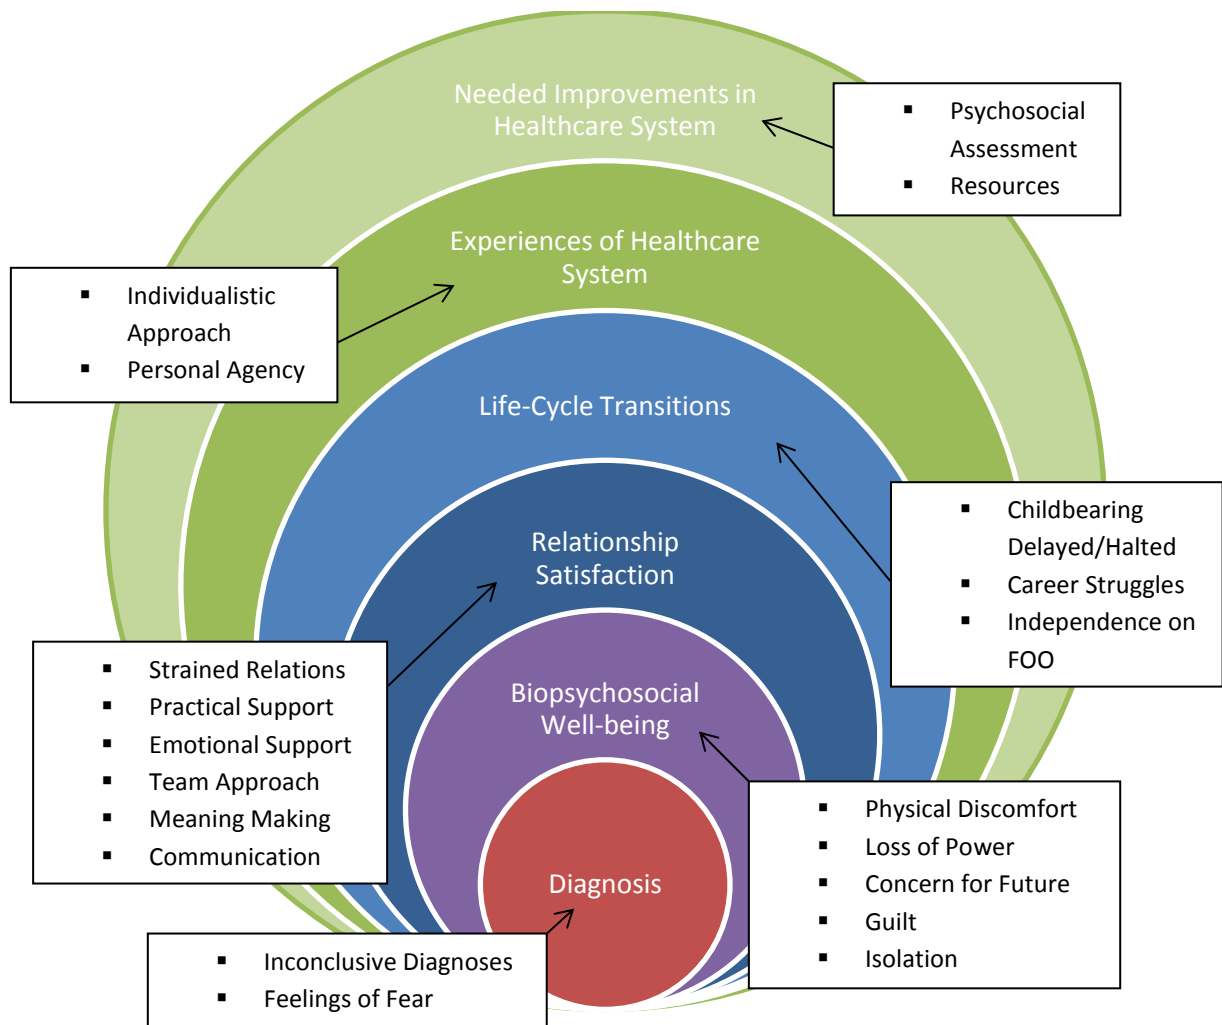 Needed Improvements in
Healthcare System
▪ Psychosocial
Assessment
▪ Resources
Experiences of Healthcare
System
▪ Individualistic
Approach
▪ Personal Agency
Life-Cycle Transitions
▪ Childbearing
Delayed/Halted
▪ Career Struggles
▪ Independence on
FOO
Relationship
Satisfaction
▪ Strained Relations
▪ Practical Support
▪ Emotional Support
▪ Team Approach
▪ Meaning Making
▪ Communication
Biopsychosocial
Well-being
▪ Physical Discomfort
▪ Loss of Power
▪ Concern for Future
▪ Guilt
▪ Isolation
Diagnosis
▪ Inconclusive Diagnoses
▪ Feelings of Fear